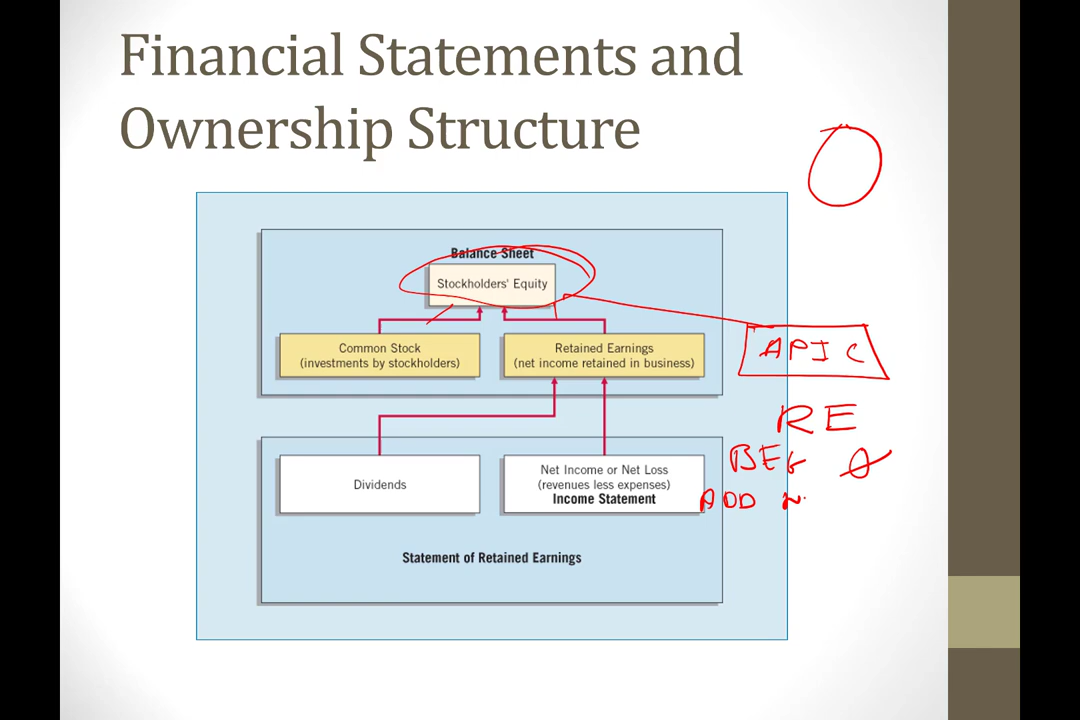 Financial Statements and
Ownership Structure
Balance Sheet
Stockholders' Equity
Common Stock
(investments by stockholders)
Retained Earnings
(net income retained in business)
APIC
RE
BEG
Dividends
Net Income or Net Loss
(revenues less expenses)
Income Statement
ADD
Statement of Retained Earnings